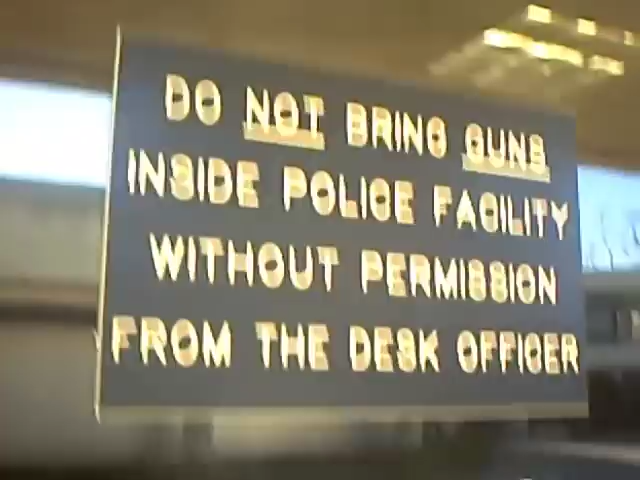 DO NOT BRING GUNS
INSIDE POLICE FACILITY
WITHOUT PERMISSION
FROM THE DESK OFFICER